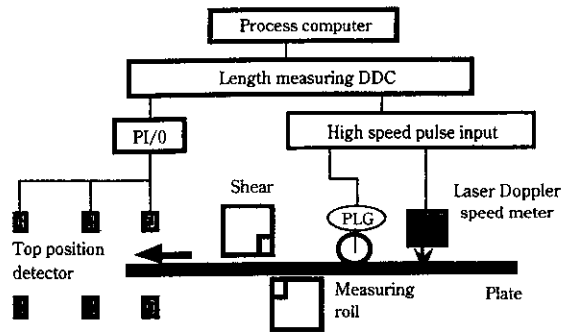 Process computer
Length measuring DDC
PI/0
High speed pulse input
Shear
PLG
Laser Doppler
speed meter
Top position
detector
Measuring
roil
Plate